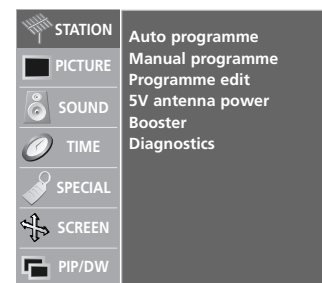 STATION
PICTURE
SOUND
TIME
SPECIAL
SCREEN
PIP/DW
Auto programme
Manual programme
Programme edit
5V antenna power
Booster
Diagnostics